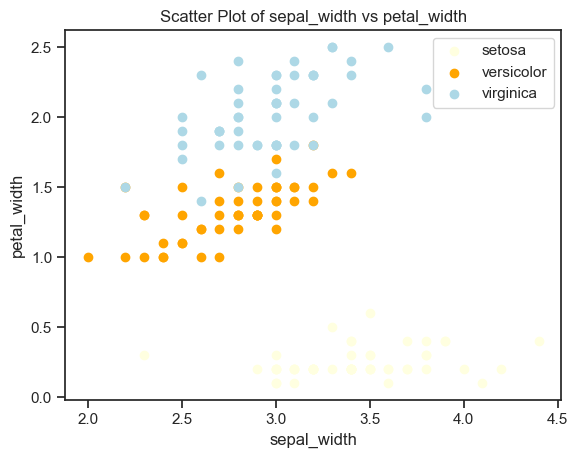 Scatter Plot of sepal_width vs petal_width
setosa
versicolor
virginica
petal_width
2.5
2.0
1.5
1.0
0.5
0.0
2.0 2.5 3.0 3.5 4.0 4.5
sepal_width